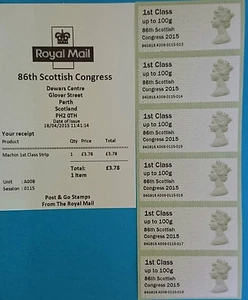 Royal Mail
86th Scottish Congress
Dewars Centre
Glover Street
Perth
Scotland
PH2 0TH
Date of Issue
18/04/2015 11:41:14
Your receipt
Product Qty Price Total
Machin 1st Class Strip 1 £3.78 £3.78
Total: £3.78
1 Item
Unit : A008
Session : 0115
Post & Go Stamps
From The Royal Mail
1st Class
up to 100g
86th Scottish
Congress 2015
1st Class
up to 100g
86th Scottish
Congress 2015
1st Class
up to 100g
86th Scottish
Congress 2015
1st Class
up to 100g
86th Scottish
Congress 2015
1st Class
up to 100g
86th Scottish
Congress 2015
1st Class
up to 100g
86th Scottish
Congress 2015